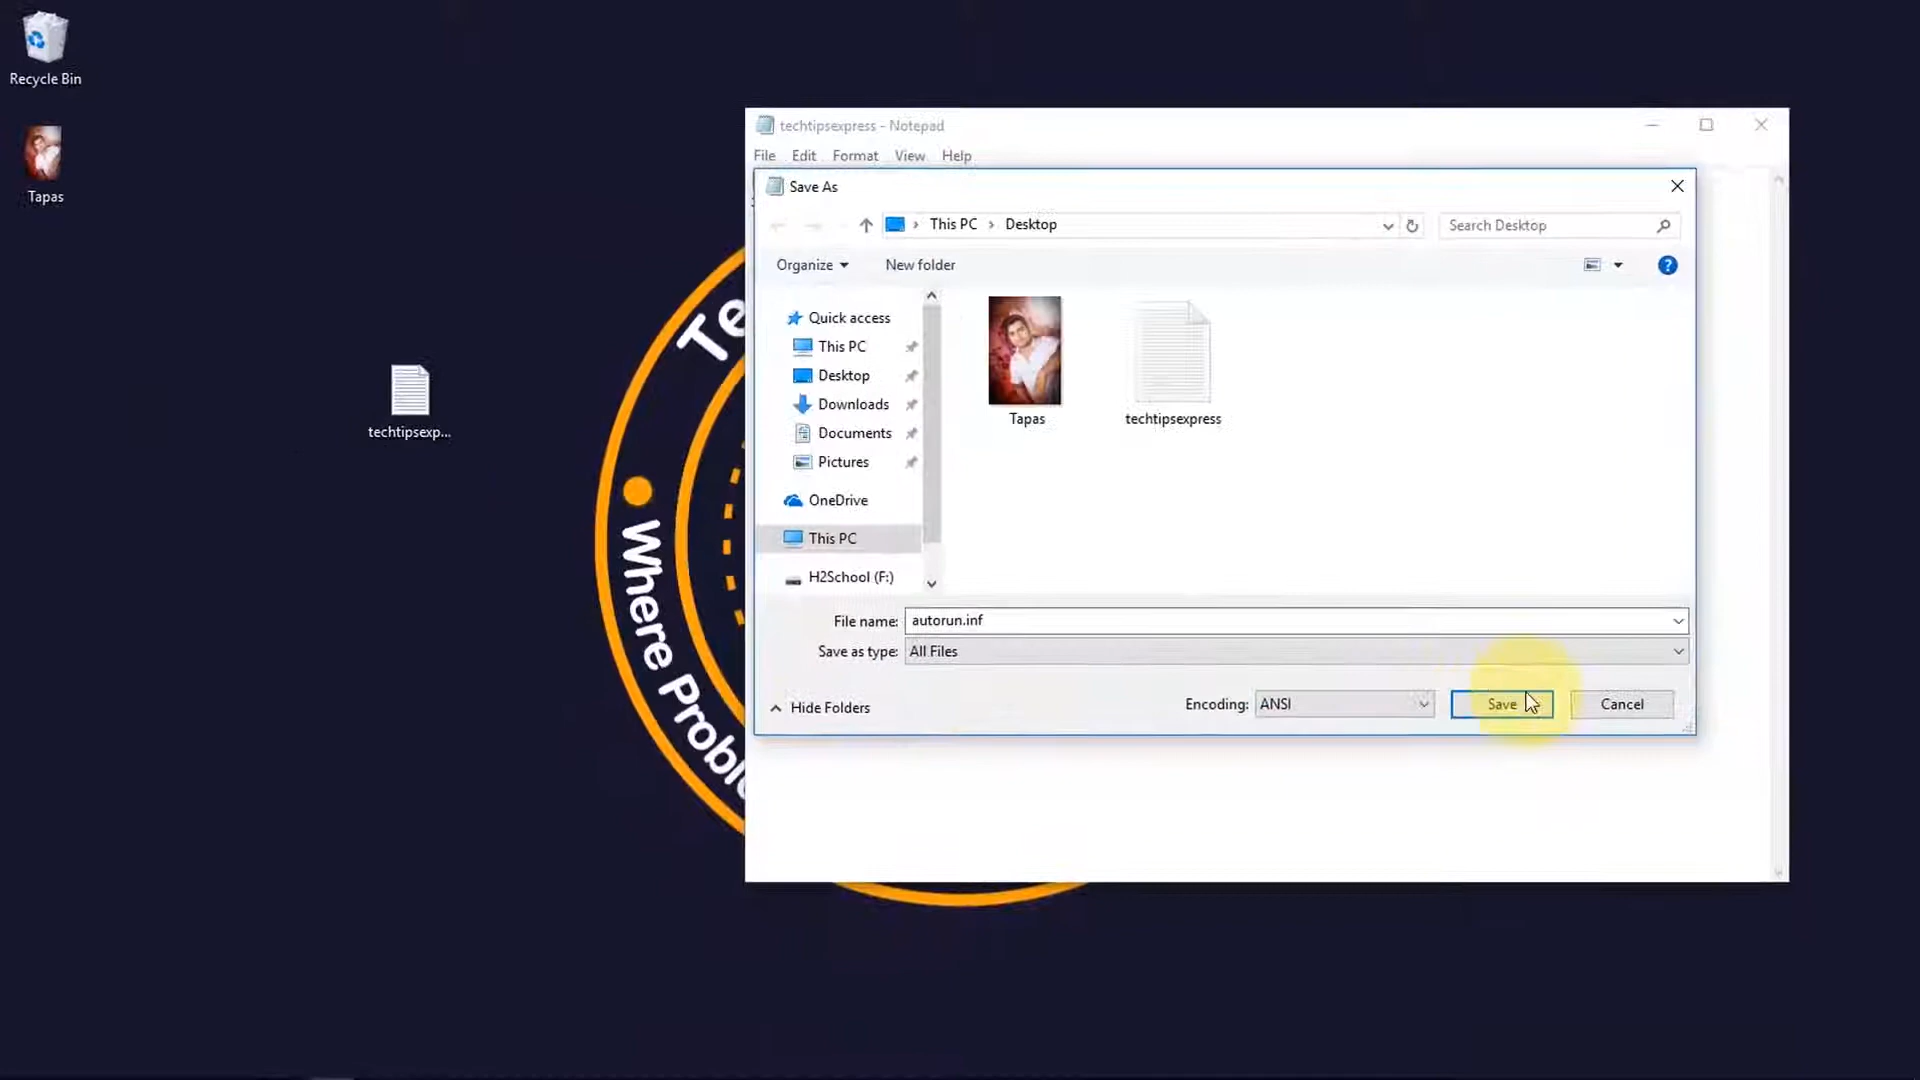 Recycle Bin
Tapas
techtipsexp...
Te
Where Probl
techtipsexpress - Notepad
File Edit Format View Help
Save As
This PC › Desktop
Search Desktop
Organize
New folder
Quick access
This PC
Desktop
Downloads
Documents
Pictures
OneDrive
This PC
H2School (F:)
Tapas
techtipsexpress
File name: autorun.inf
Save as type: All Files
Hide Folders
Encoding: ANSI
Save
Cancel